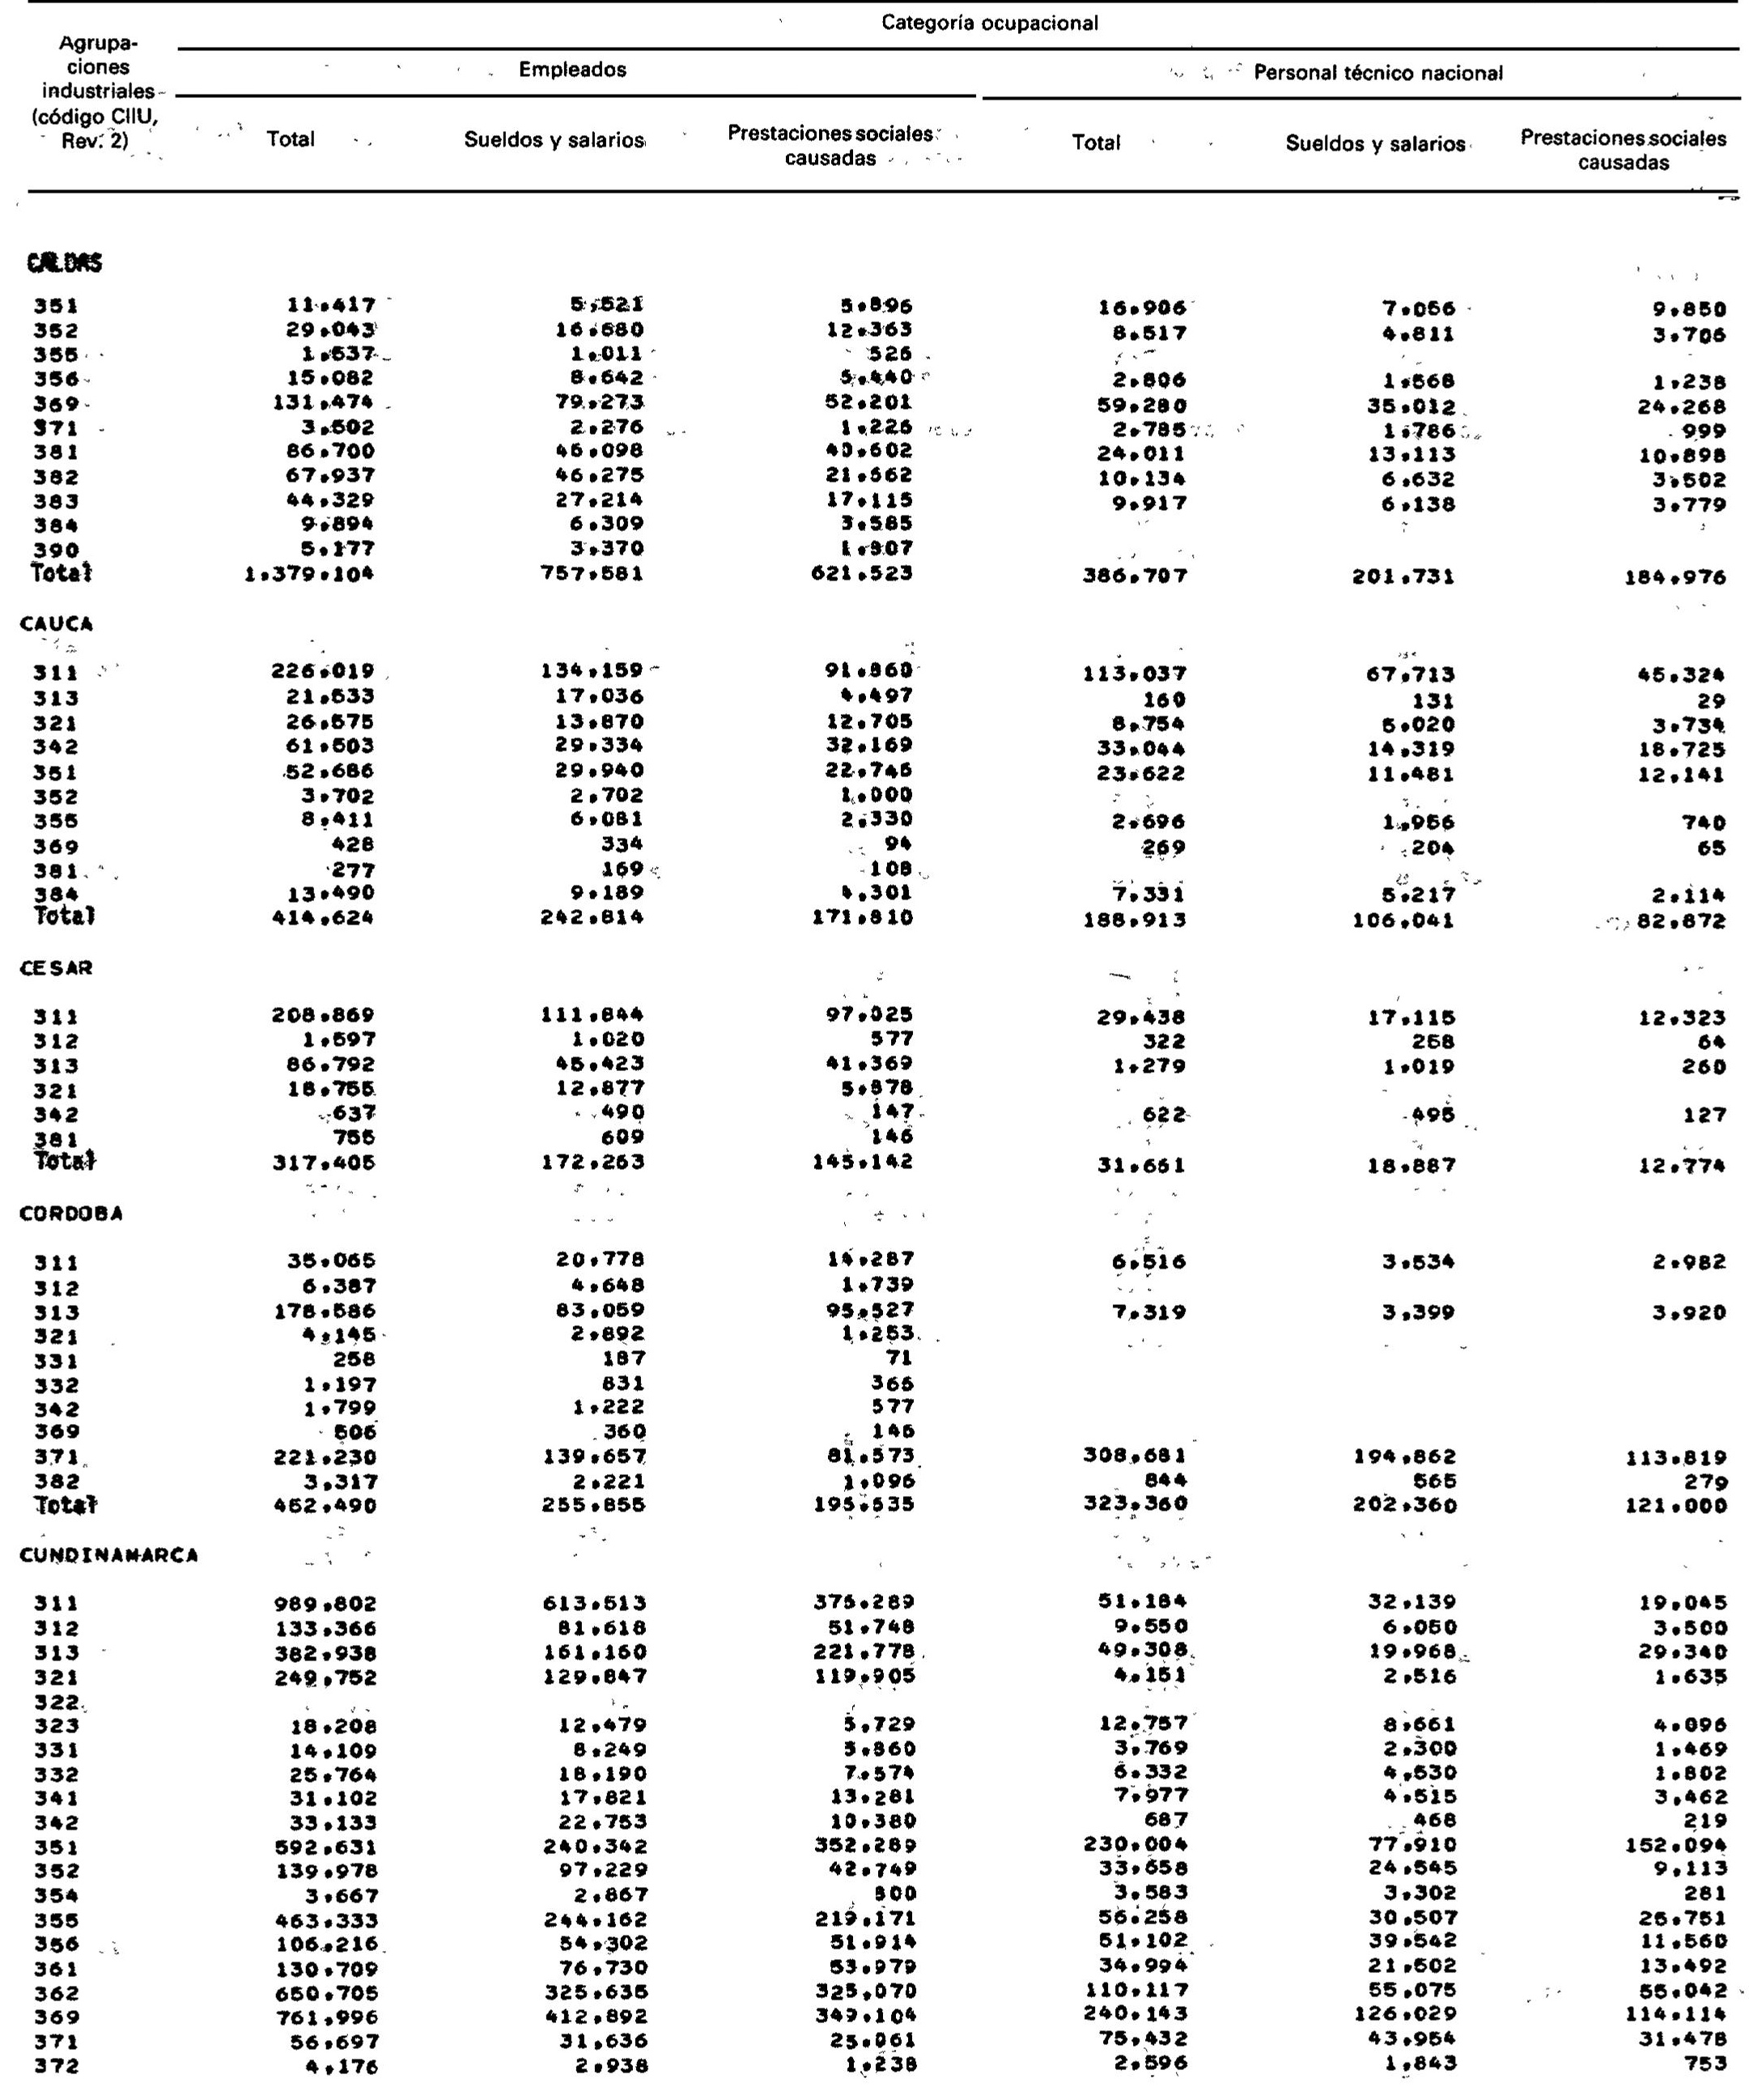 Categoría ocupacional
Agrupa-
ciones
industriales
(código CIIU,
Rev. 2)
Empleados Personal técnico nacional
Total Sueldos y salarios Prestaciones sociales causadas Total Sueldos y salarios Prestaciones sociales causadas
CALDAS
351 11.417 5.521 5.896 16.906 7.056 9.850
352 29.043 16.680 12.363 8.517 4.811 3.706
355 1.537 1.011 526
356 15.082 8.642 5.440 2.806 1.568 1.238
369 131.474 79.273 52.201 59.280 35.012 24.268
371 3.502 2.276 1.226 2.785 1.786 999
381 86.700 46.098 40.602 24.011 13.113 10.898
382 67.937 46.275 21.662 10.134 6.632 3.502
383 44.329 27.214 17.115 9.917 6.138 3.779
384 9.894 6.309 3.585
390 5.177 3.370 1.807
Total 1.379.104 757.581 621.523 386.707 201.731 184.976
CAUCA
311 226.019 134.159 91.860 113.037 67.713 45.324
313 21.533 17.036 4.497 160 131 29
321 26.575 13.870 12.705 8.754 5.020 3.734
342 61.503 29.334 32.169 33.044 14.319 18.725
351 52.686 29.940 22.746 23.622 11.481 12.141
352 3.702 2.702 1.000
355 8.411 6.081 2.330 2.696 1.956 740
369 428 334 94 269 204 65
381 277 169 108
384 13.490 9.189 4.301 7.331 5.217 2.114
Total 414.624 242.814 171.810 188.913 106.041 82.872
CESAR
311 208.869 111.844 97.025 29.438 17.115 12.323
312 1.597 1.020 577 322 258 64
313 86.792 45.423 41.369 1.279 1.019 260
321 18.755 12.877 5.878
342 637 490 147 622 495 127
381 755 609 146
Total 317.405 172.263 145.142 31.661 18.887 12.774
CORDOBA
311 35.065 20.778 14.287 6.516 3.534 2.982
312 6.387 4.648 1.739
313 178.586 83.059 95.527 7.319 3.399 3.920
321 4.145 2.892 1.253
331 258 187 71
332 1.197 831 366
342 1.799 1.222 577
369 506 360 146
371 221.230 139.657 81.573 308.681 194.862 113.819
382 3.317 2.221 1.096 844 565 279
Total 452.490 255.855 196.635 323.360 202.360 121.000
CUNDINAMARCA
311 989.802 613.513 376.289 51.184 32.139 19.045
312 133.366 81.618 51.748 9.550 6.050 3.500
313 382.938 161.160 221.778 49.308 19.968 29.340
321 249.752 129.847 119.905 4.151 2.516 1.635
322
323 18.208 12.479 5.729 12.757 8.661 4.096
331 14.109 8.249 5.860 3.769 2.300 1.469
332 25.764 18.190 7.574 6.332 4.530 1.802
341 31.102 17.821 13.281 7.977 4.515 3.462
342 33.133 22.753 10.380 687 468 219
351 592.631 240.342 352.289 230.004 77.910 152.094
352 139.978 97.229 42.749 33.658 24.545 9.113
354 3.667 2.867 800 3.583 3.302 281
355 463.333 244.162 219.171 56.258 30.507 25.751
356 106.216 54.302 51.914 51.102 39.542 11.560
361 130.709 76.730 53.979 34.994 21.502 13.492
362 650.705 325.635 325.070 110.117 55.075 55.042
369 761.996 412.892 349.104 240.143 126.029 114.114
371 56.697 31.636 25.061 75.432 43.954 31.478
372 4.176 2.938 1.238 2.596 1.843 753